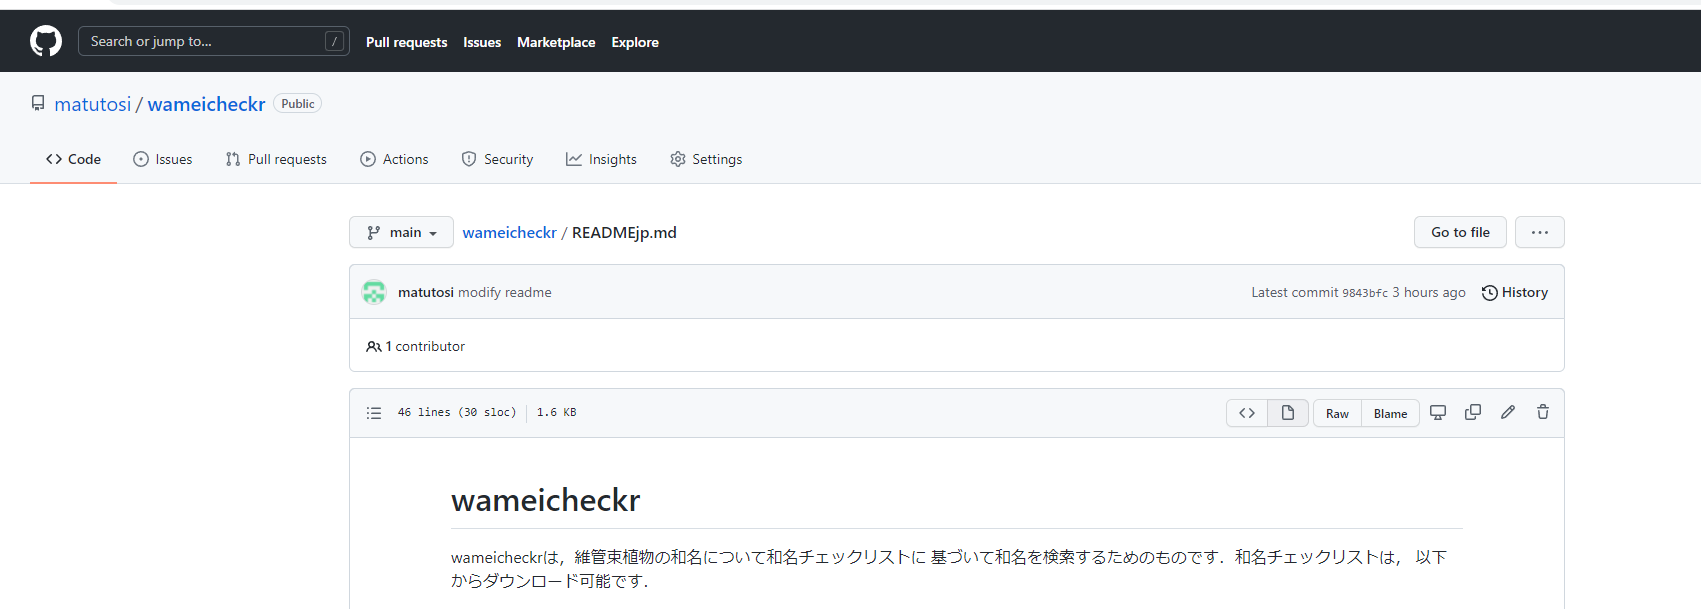 Search or jump to... /
Pull requests Issues Marketplace Explore
matutosi / wameicheckr Public
Code Issues Pull requests Actions Security Insights Settings
main wameicheckr / READMEjp.md Go to file ...
matutosi modify readme Latest commit 9843bfc 3 hours ago History
1 contributor
46 lines (30 sloc) 1.6 KB <> Raw Blame
wameicheckr
wameicheckrは，維管束植物の和名について和名チェックリストに 基づいて和名を検索するためのものです．和名チェックリストは， 以下
からダウンロード可能です．